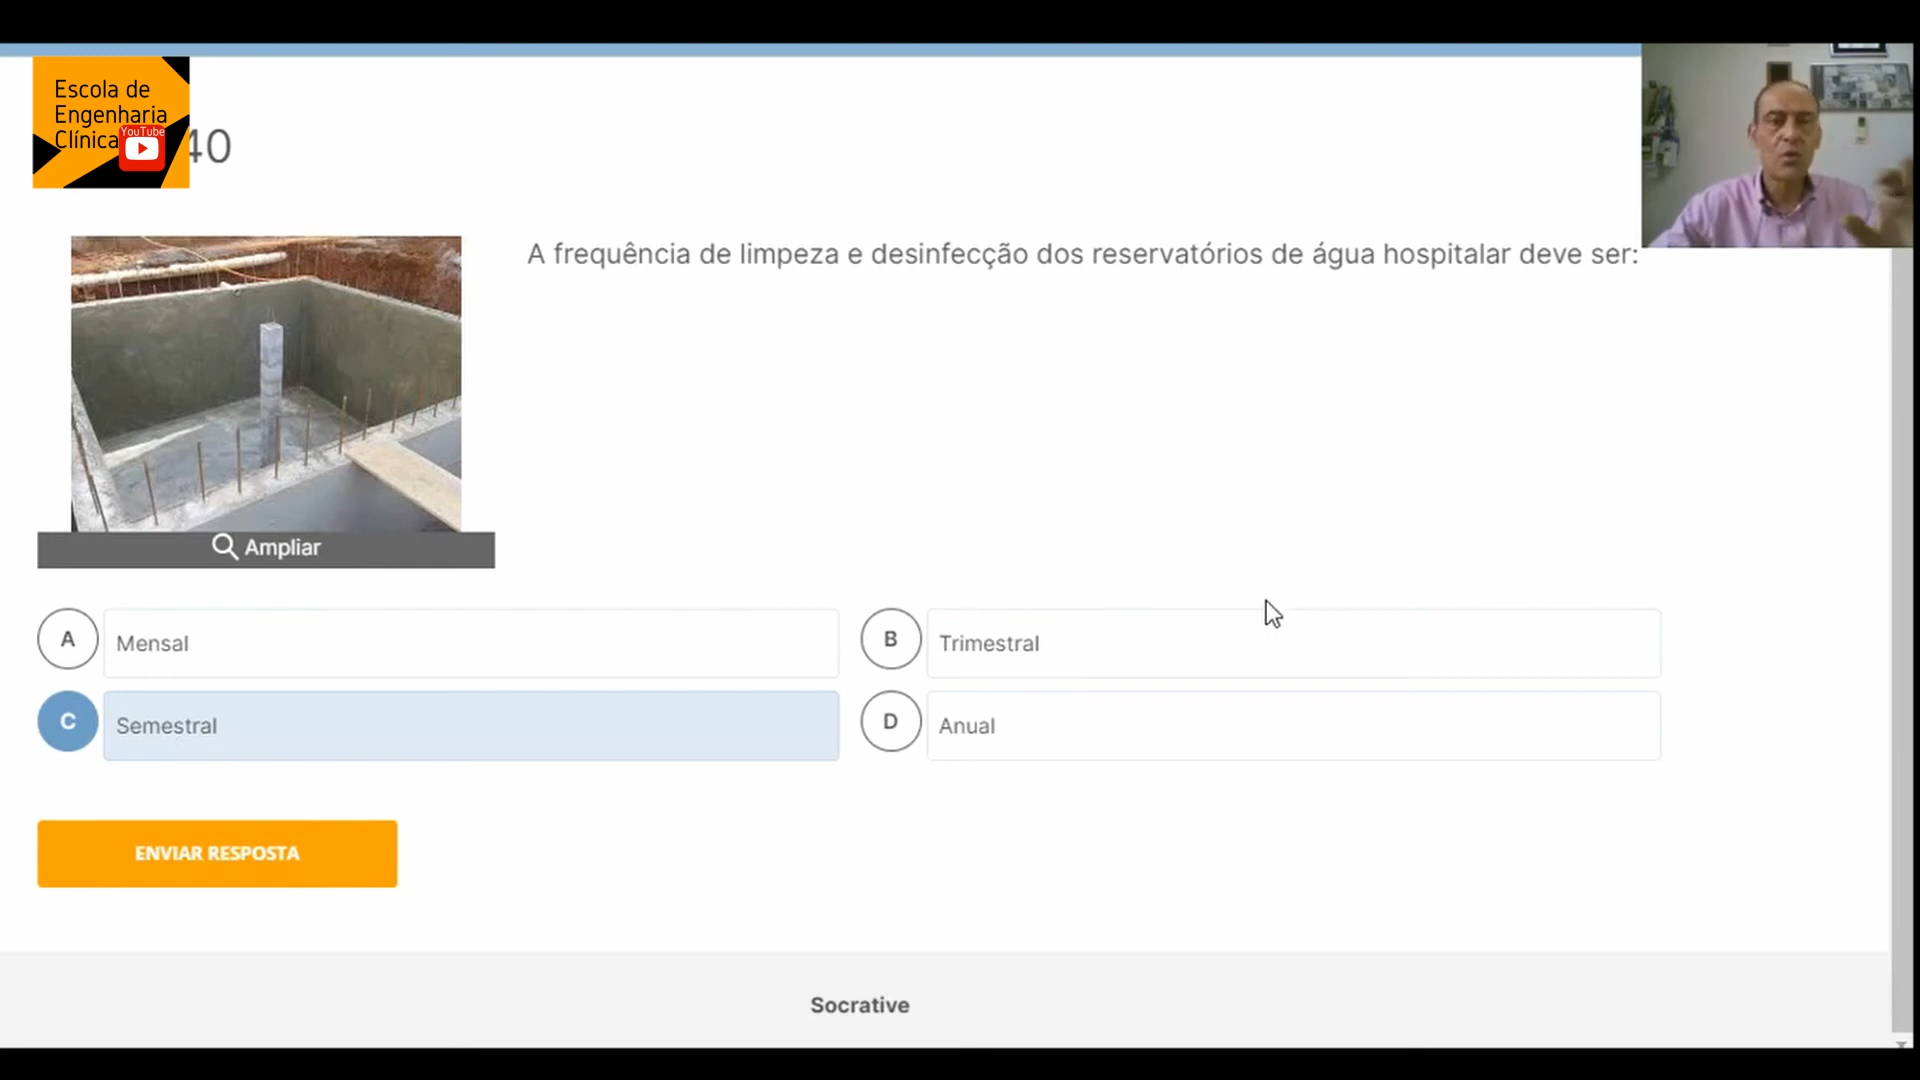 Escola de
Engenharia
Clínica
YouTube
40
A frequência de limpeza e desinfecção dos reservatórios de água hospitalar deve ser:
Ampliar
A
Mensal
B
Trimestral
C
Semestral
D
Anual
ENVIAR RESPOSTA
Socrative